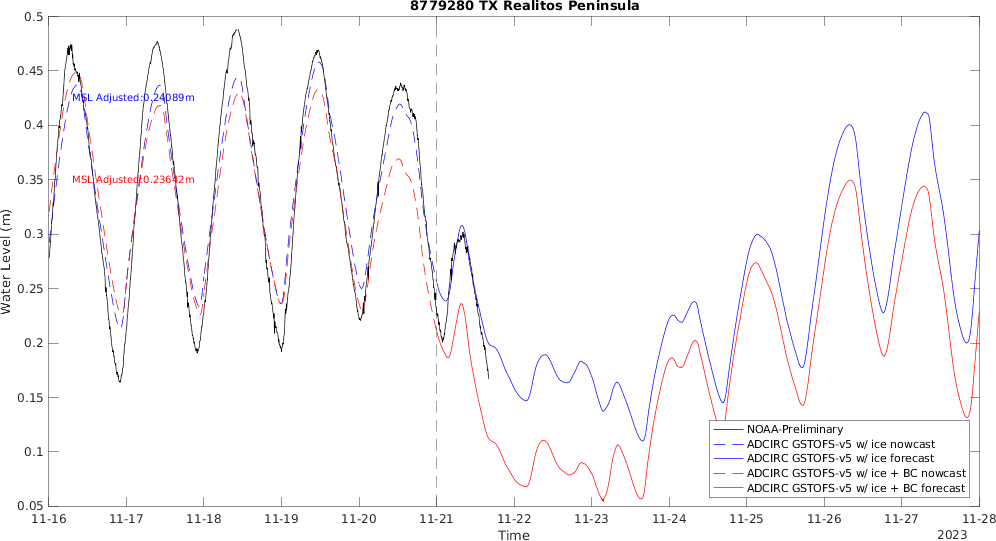 8779280 TX Realitos Peninsula
0.5
0.45
0.4
0.35
0.3
0.25
0.2
0.15
0.1
0.05
Water Level (m)
MSL Adjusted:0.24089m
MSL Adjusted:0.23642m
NOAA-Preliminary
ADCIRC GSTOFS-v5 w/ ice nowcast
ADCIRC GSTOFS-v5 w/ ice forecast
ADCIRC GSTOFS-v5 w/ ice + BC nowcast
ADCIRC GSTOFS-v5 w/ ice + BC forecast
11-16 11-17 11-18 11-19 11-20 11-21 11-22 11-23 11-24 11-25 11-26 11-27 11-28
Time
2023